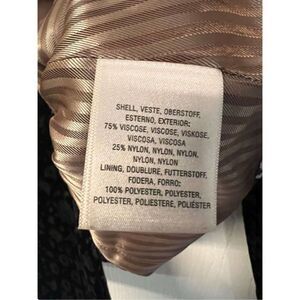 SHELL, VESTE, OBERSTOFF,
ESTERNO, EXTERIOR:
75% VISCOSE, VISCOSE, VISKOSE,
VISCOSA, VISCOSA
25% NYLON, NYLON, NYLON,
NYLON, NYLON
LINING, DOUBLURE, FUTTERSTOFF,
FODERA, FORRO:
100% POLYESTER, POLYESTER,
POLYESTER, POLIESTERE, POLIÉSTER